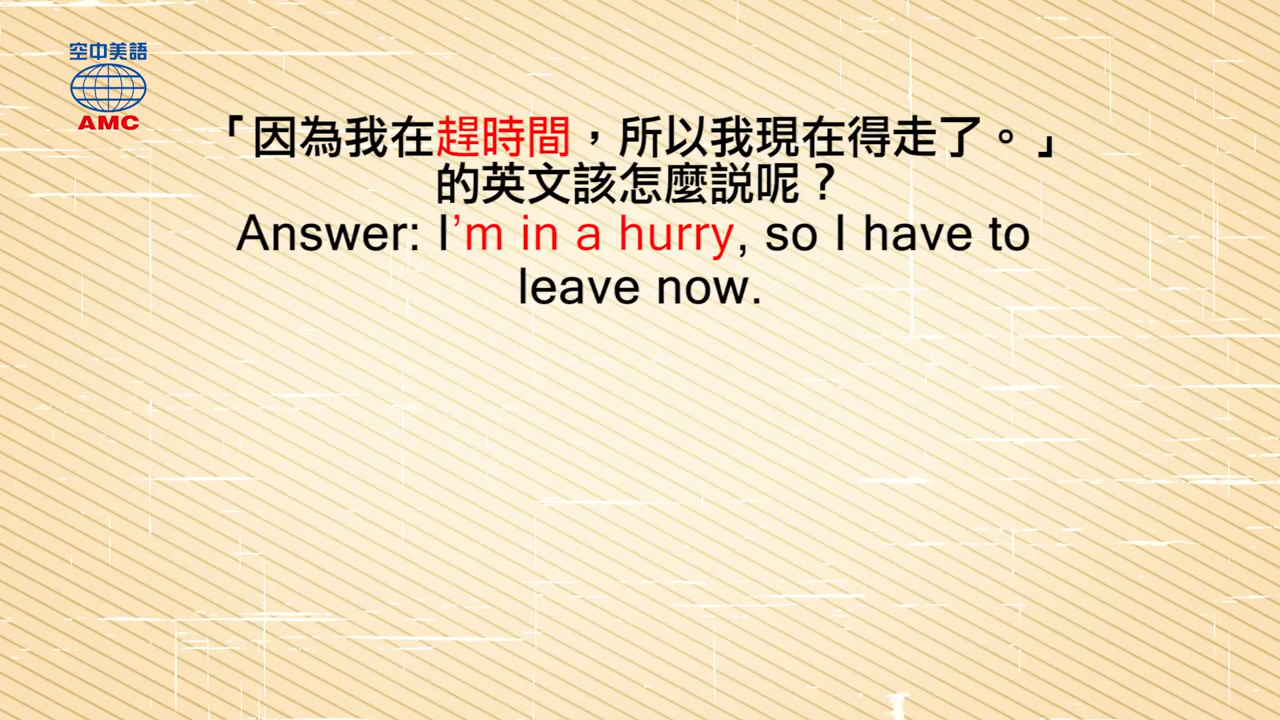 空中美語
AMC
「因為我在趕時間，所以我現在得走了。」
的英文該怎麼説呢？
Answer: I’m in a hurry, so I have to
leave now.